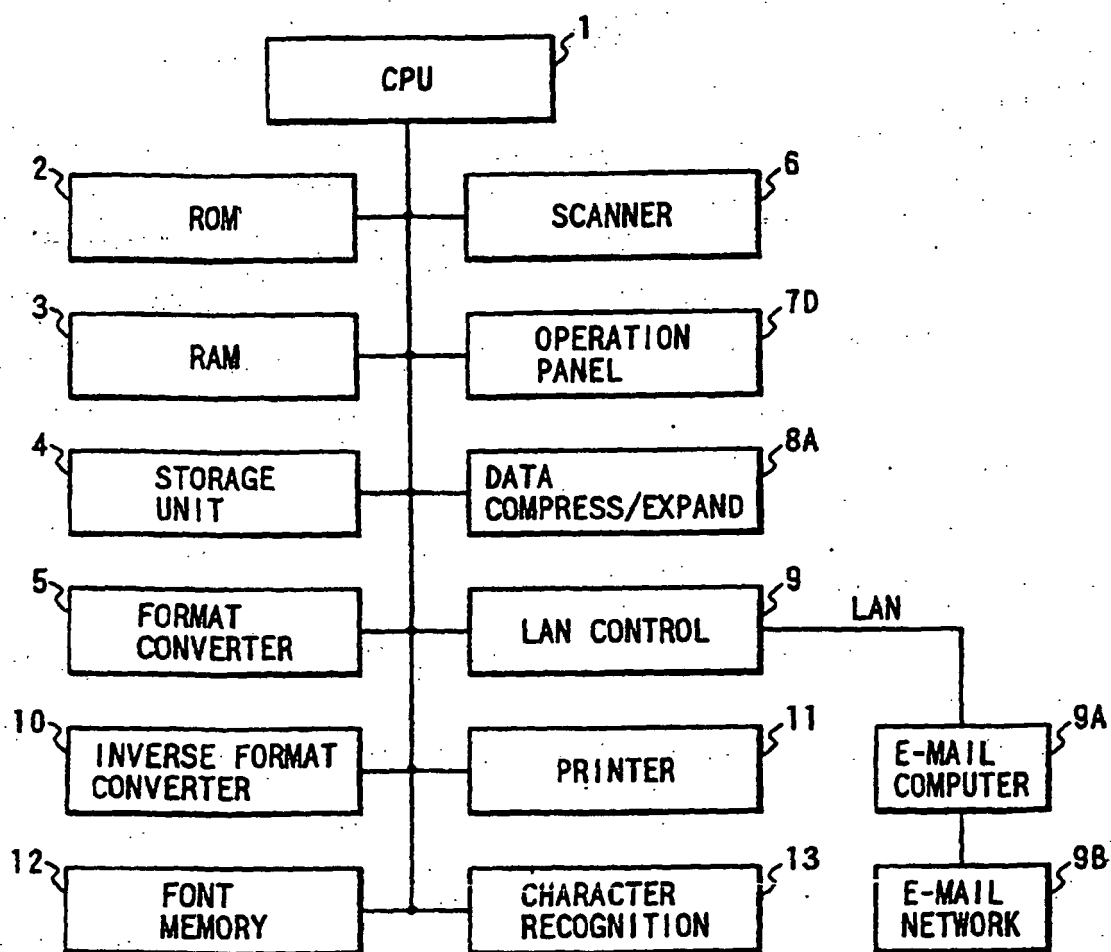 1
CPU
2
ROM
6
SCANNER
3
RAM
7D
OPERATION
PANEL
4
STORAGE
UNIT
8A
DATA
COMPRESS/EXPAND
5
FORMAT
CONVERTER
9
LAN CONTROL
LAN
10
INVERSE FORMAT
CONVERTER
11
PRINTER
9A
E-MAIL
COMPUTER
12
FONT
MEMORY
13
CHARACTER
RECOGNITION
9B
E-MAIL
NETWORK